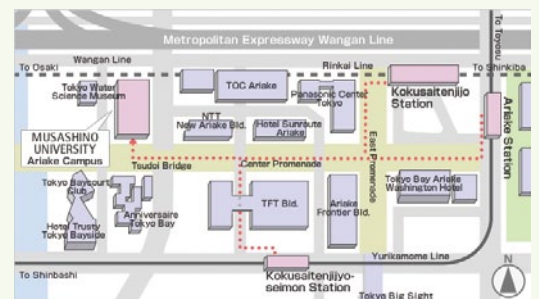 Metropolitan Expressway Wangan Line
To Toyosu
Wangan Line
To Osaki
Rinkai Line
To Shinkiba
Tokyo Water
Science Museum
TOC Ariake
Panasonic Center
Tokyo
Kokusaitenjijo
Station
Ariake Station
MUSASHINO
UNIVERSITY
Ariake Campus
NTT
New Ariake Bld.
Hotel Sunroute
Ariake
East Promenade
Tsudoi Bridge
Center Promenade
Tokyo Baycourt
Club
Anniversaire
Tokyo Bay
Hotel Trusty
Tokyo Bayside
TFT Bld.
Ariake
Frontier Bld.
Tokyo Bay Ariake
Washington Hotel
Yurikamome Line
To Shinbashi
Kokusaitenjiyo-
seimon Station
Tokyo Big Sight
N